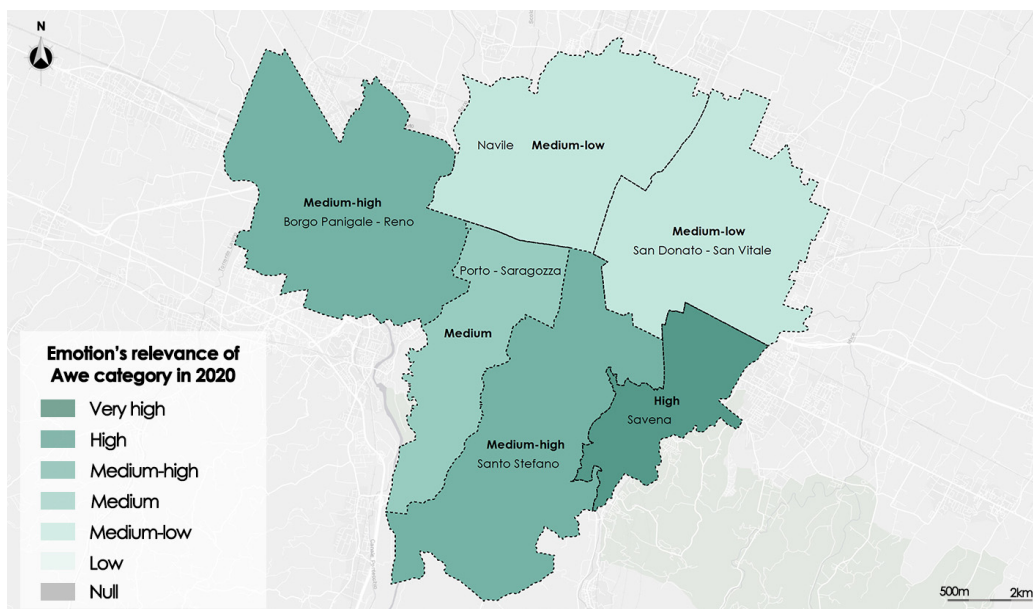 N
Navile Medium-low
Medium-high
Borgo Panigale - Reno
Medium-low
San Donato - San Vitale
Porto - Saragozza
Medium
High
Savena
Medium-high
Santo Stefano
Emotion's relevance of
Awe category in 2020
Very high
High
Medium-high
Medium
Medium-low
Low
Null
500m 2km